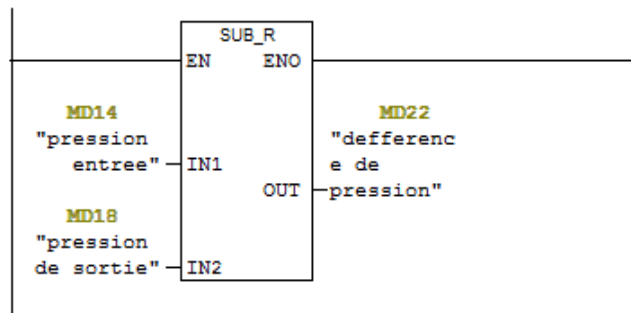 SUB_R
EN ENO
MD14
"pression
entree"
IN1
MD22
"defferenc
e de
pression"
OUT
MD18
"pression
de sortie"
IN2